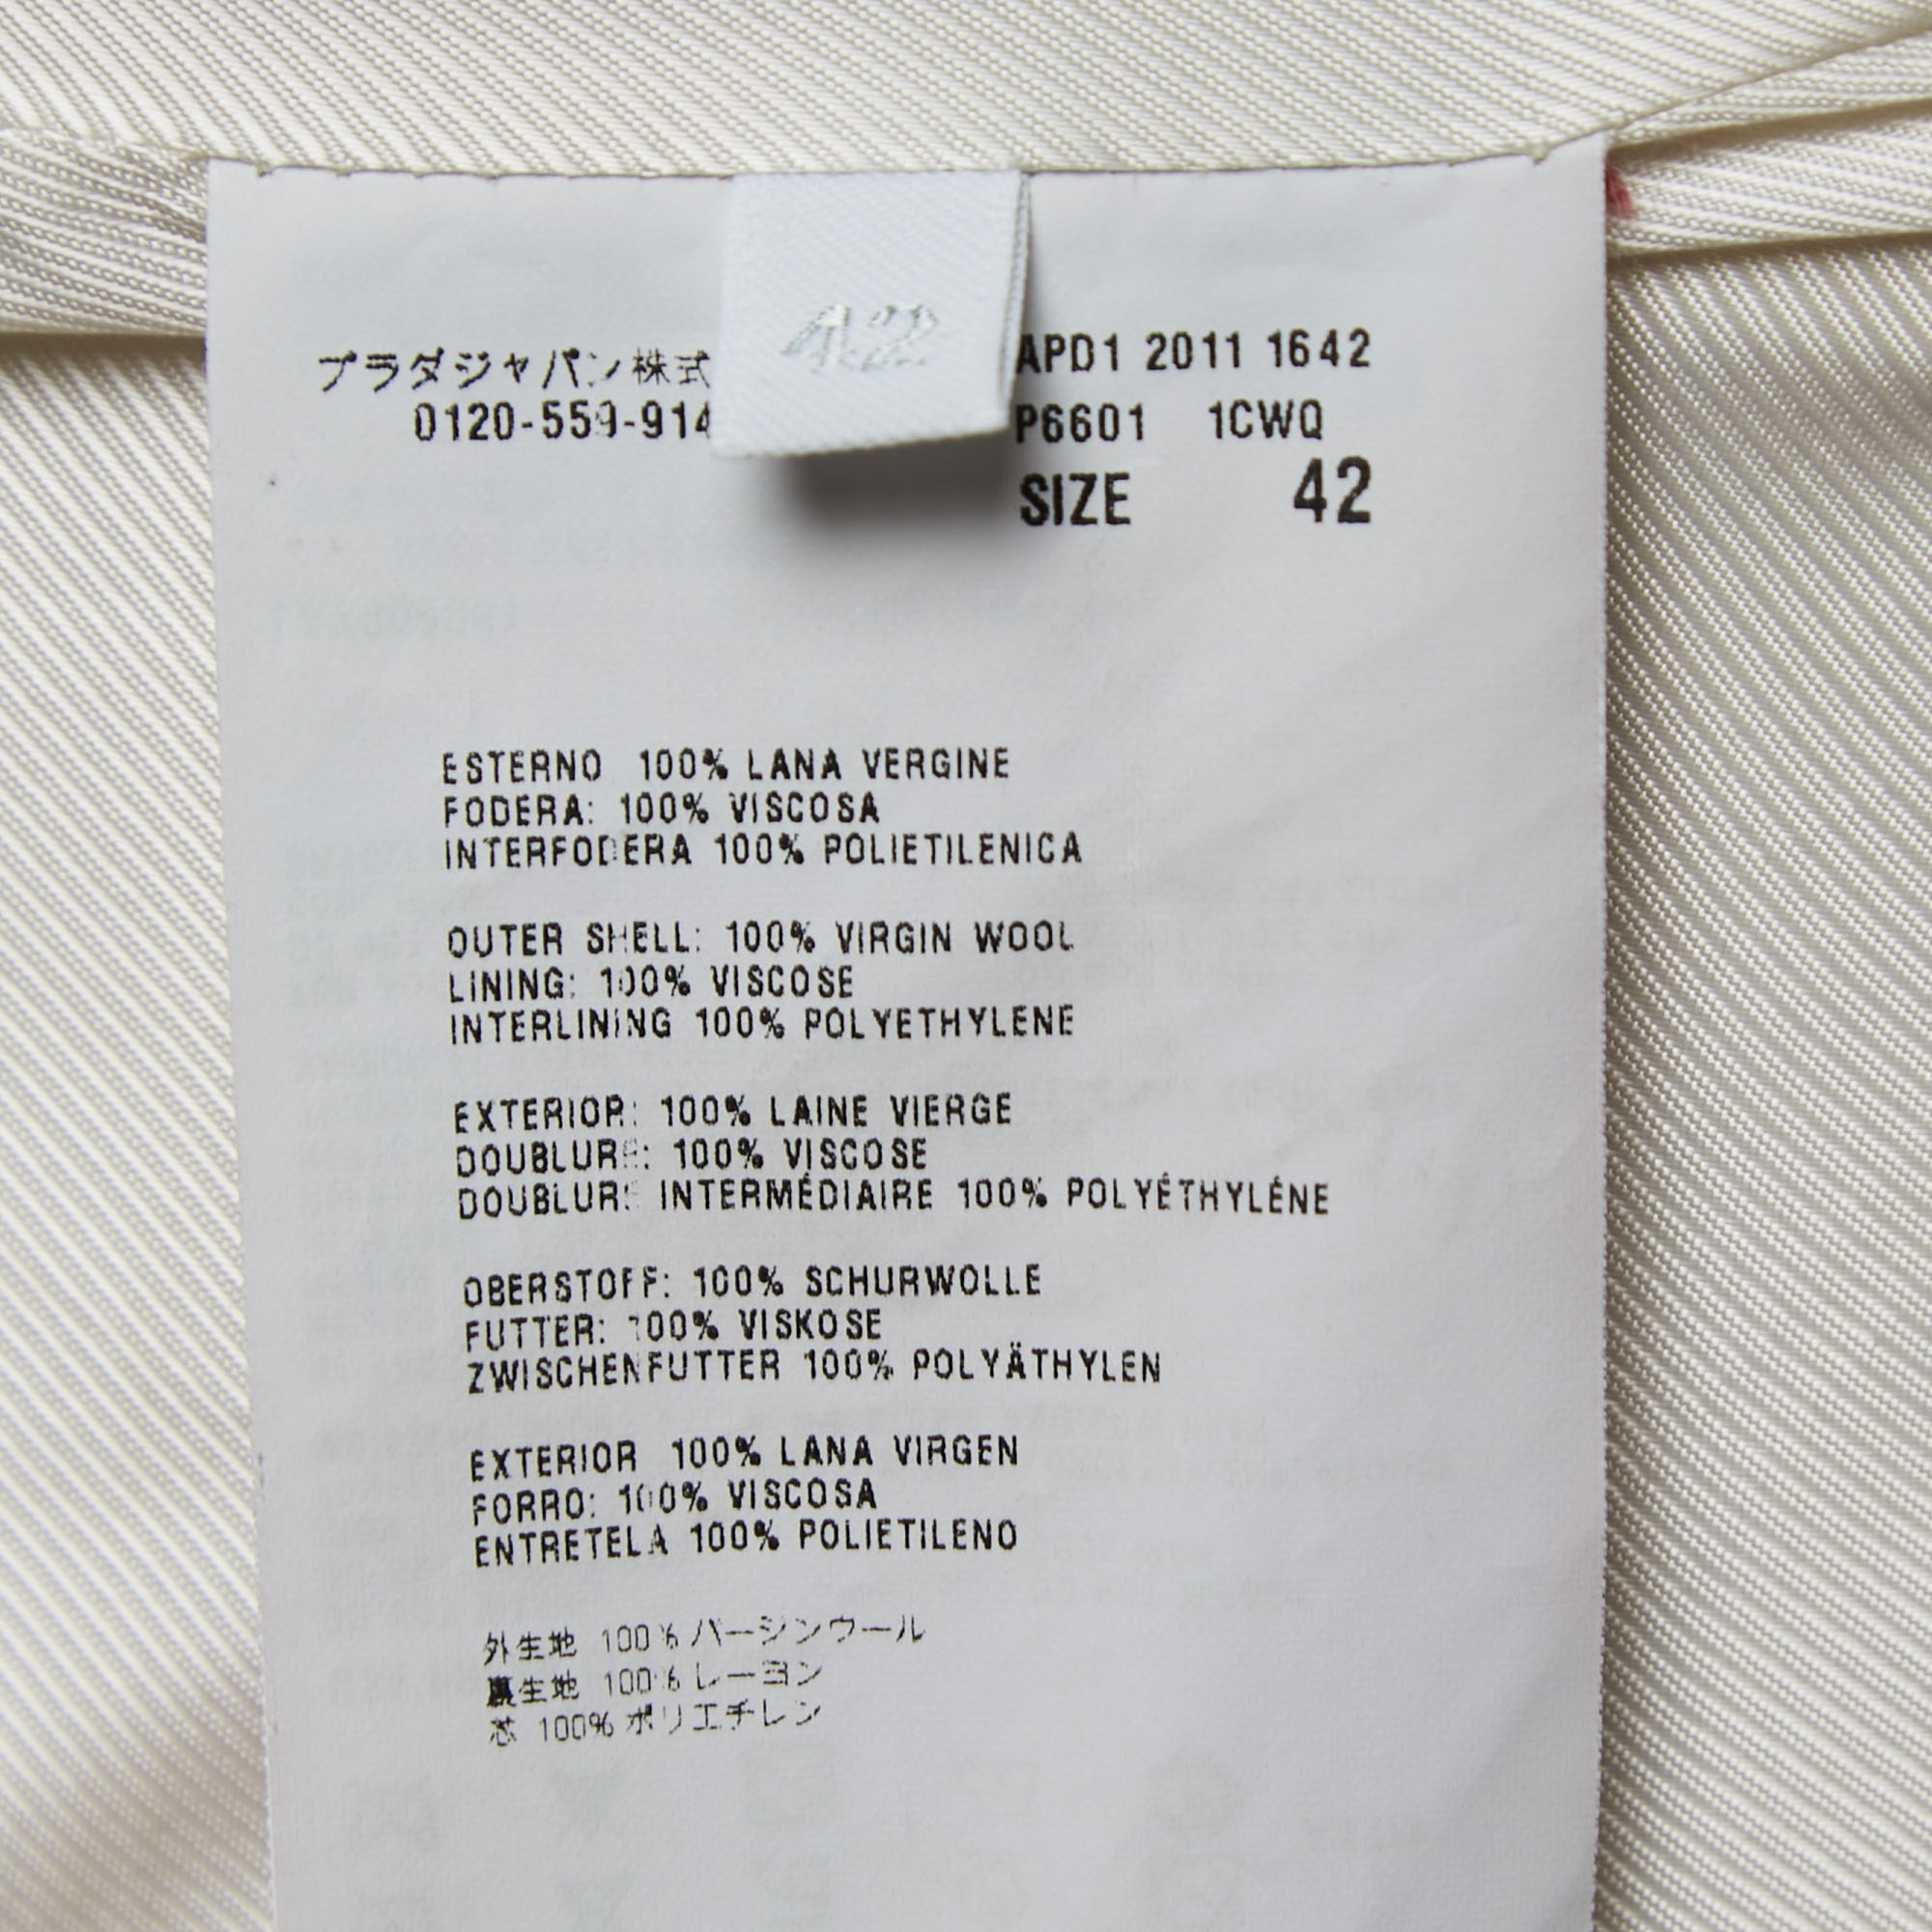 プラダジャパン株式
0120-559-914
42
APD1 2011 1642
P6601 1CWQ
SIZE 42
ESTERNO 100% LANA VERGINE
FODERA: 100% VISCOSA
INTERFODERA 100% POLIETILENICA
OUTER SHELL: 100% VIRGIN WOOL
LINING: 100% VISCOSE
INTERLINING 100% POLYETHYLENE
EXTERIOR: 100% LAINE VIERGE
DOUBLURE: 100% VISCOSE
DOUBLURE INTERMÉDIAIRE 100% POLYÉTHYLÉNE
OBERSTOFF: 100% SCHURWOLLE
FUTTER: 100% VISKOSE
ZWISCHENFUTTER 100% POLYÄTHYLEN
EXTERIOR 100% LANA VIRGEN
FORRO: 100% VISCOSA
ENTRETELA 100% POLIETILENO
外生地 100%バージンウール
裏生地 100%レーヨン
芯 100%ポリエチレン